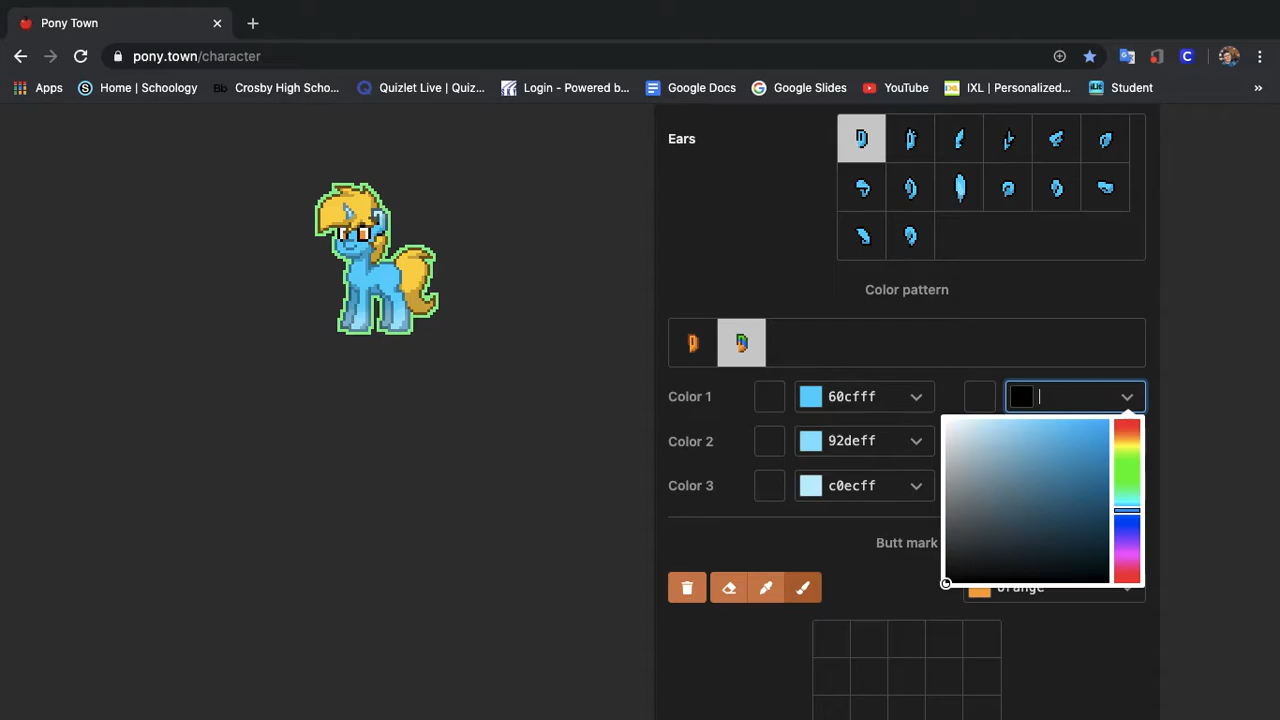 Pony Town
pony.town/character
Apps
Home | Schoology
Bb Crosby High Scho...
Quizlet Live | Quiz...
Login - Powered b...
Google Docs
Google Slides
YouTube
IXL | Personalized...
Student
»
Ears
Color pattern
Color 1 60cfff
Color 2 92deff
Color 3 c0ecff
Butt mark
orange